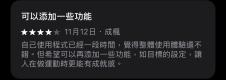 可以添加一些功能
★★★★★ 11月12日・成楓
自己使用程式已經一段時間，覺得整體使用體驗還不
錯。但希望可以再添加一些功能，如目標的設定，讓
人在做運動時更能有成就感。